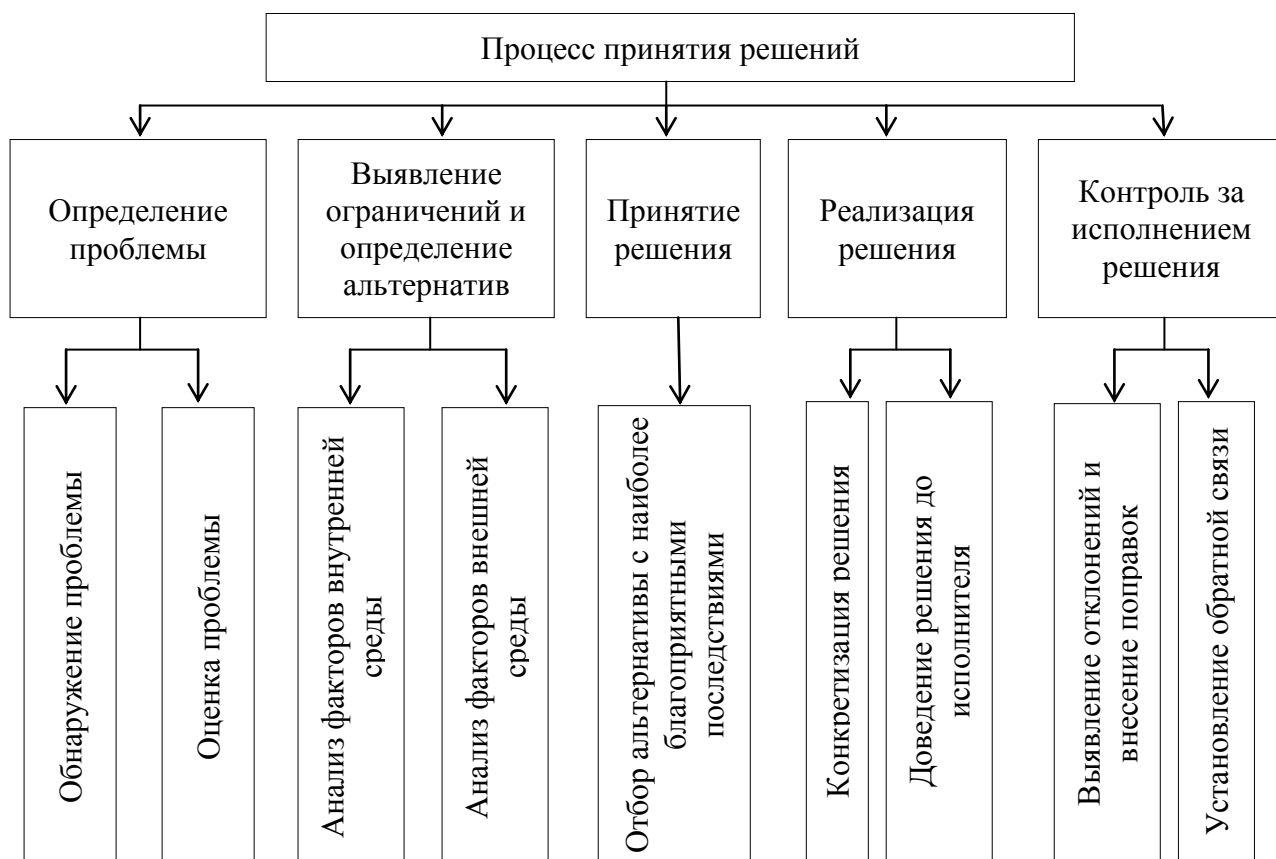 Процесс принятия решений
Определение
проблемы
Выявление
ограничений и
определение
альтернатив
Принятие
решения
Реализация
решения
Контроль за
исполнением
решения
Обнаружение проблемы
Оценка проблемы
Анализ факторов внутренней
среды
Анализ факторов внешней
среды
Отбор альтернативы с наиболее
благоприятными
последствиями
Конкретизация решения
Доведение решения до
исполнителя
Выявление отклонений и
внесение поправок
Установление обратной связи